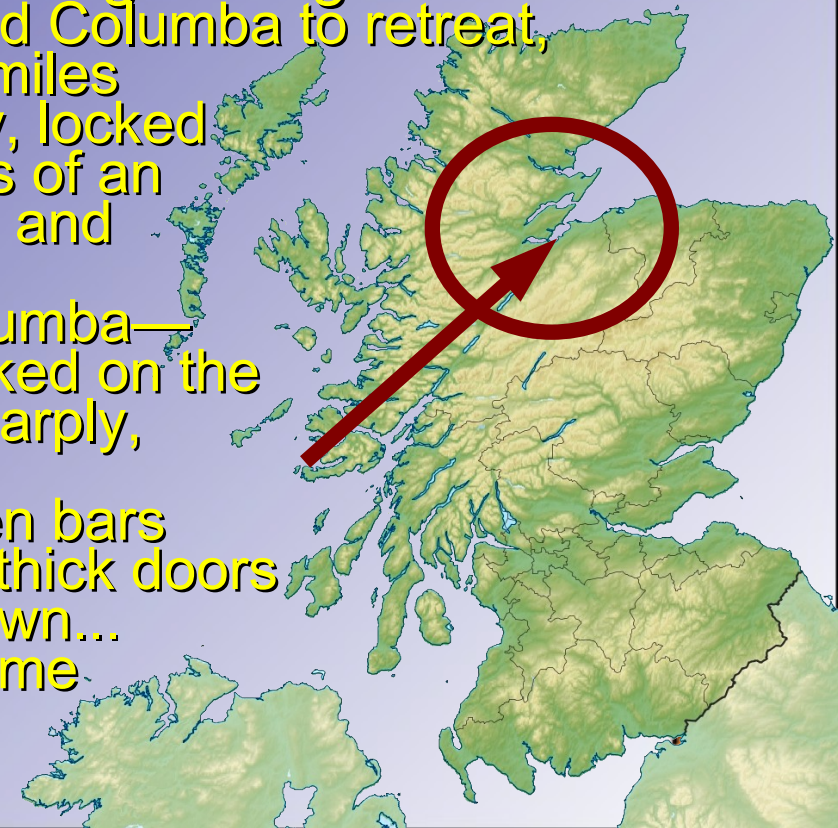 d Columba to retreat,
miles
, locked
s of an
and
umba—
ked on the
arply,
en bars
thick doors
wn...
me